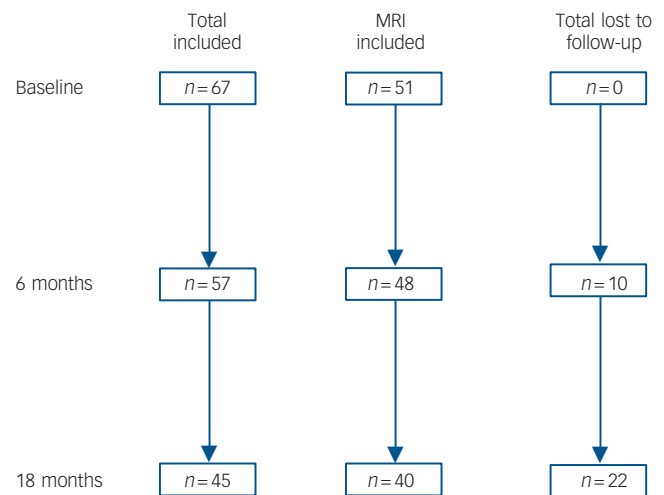 Total included
MRI included
Total lost to follow-up
Baseline
n=67
n=51
n=0
6 months
n=57
n=48
n=10
18 months
n=45
n=40
n=22